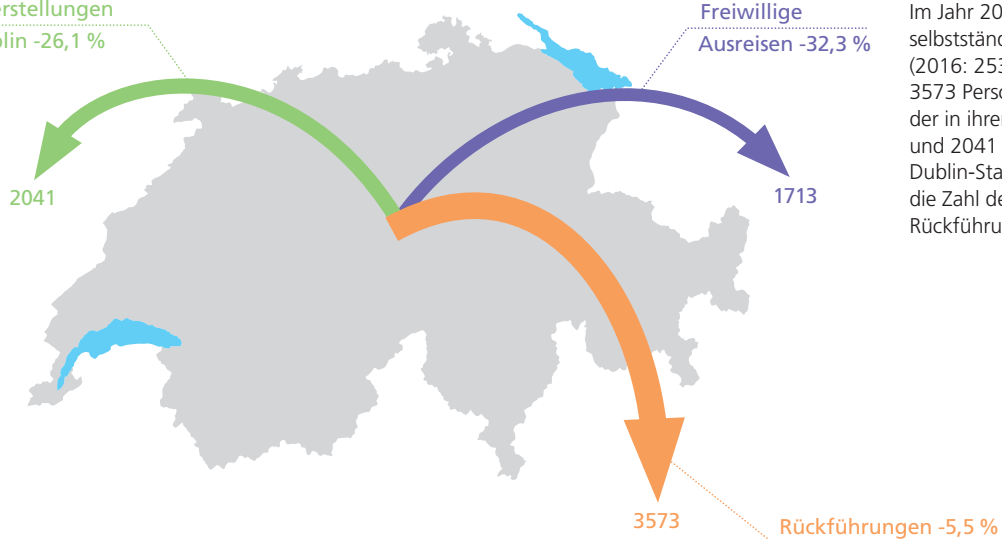 erstellungen
blin -26,1 %
2041
Freiwillige
Ausreisen -32,3 %
1713
3573
Rückführungen -5,5 %
Im Jahr 20
selbstständ
(2016: 253
3573 Perso
der in ihren
und 2041
Dublin-Sta
die Zahl de
Rückführu